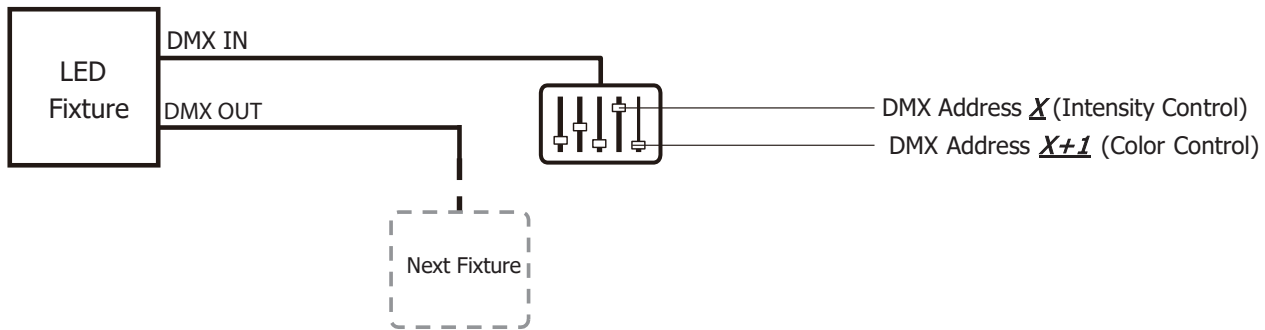 DMX IN
LED
Fixture
DMX OUT
DMX Address X (Intensity Control)
DMX Address X+1 (Color Control)
Next Fixture